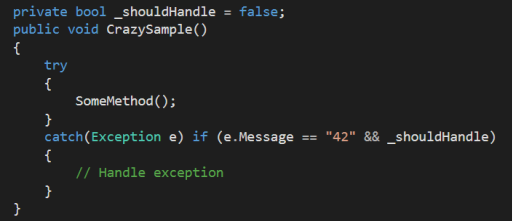 private bool _shouldHandle = false;
public void CrazySample()
{
try
{
SomeMethod();
}
catch(Exception e) if (e.Message == "42" && _shouldHandle)
{
// Handle exception
}
}